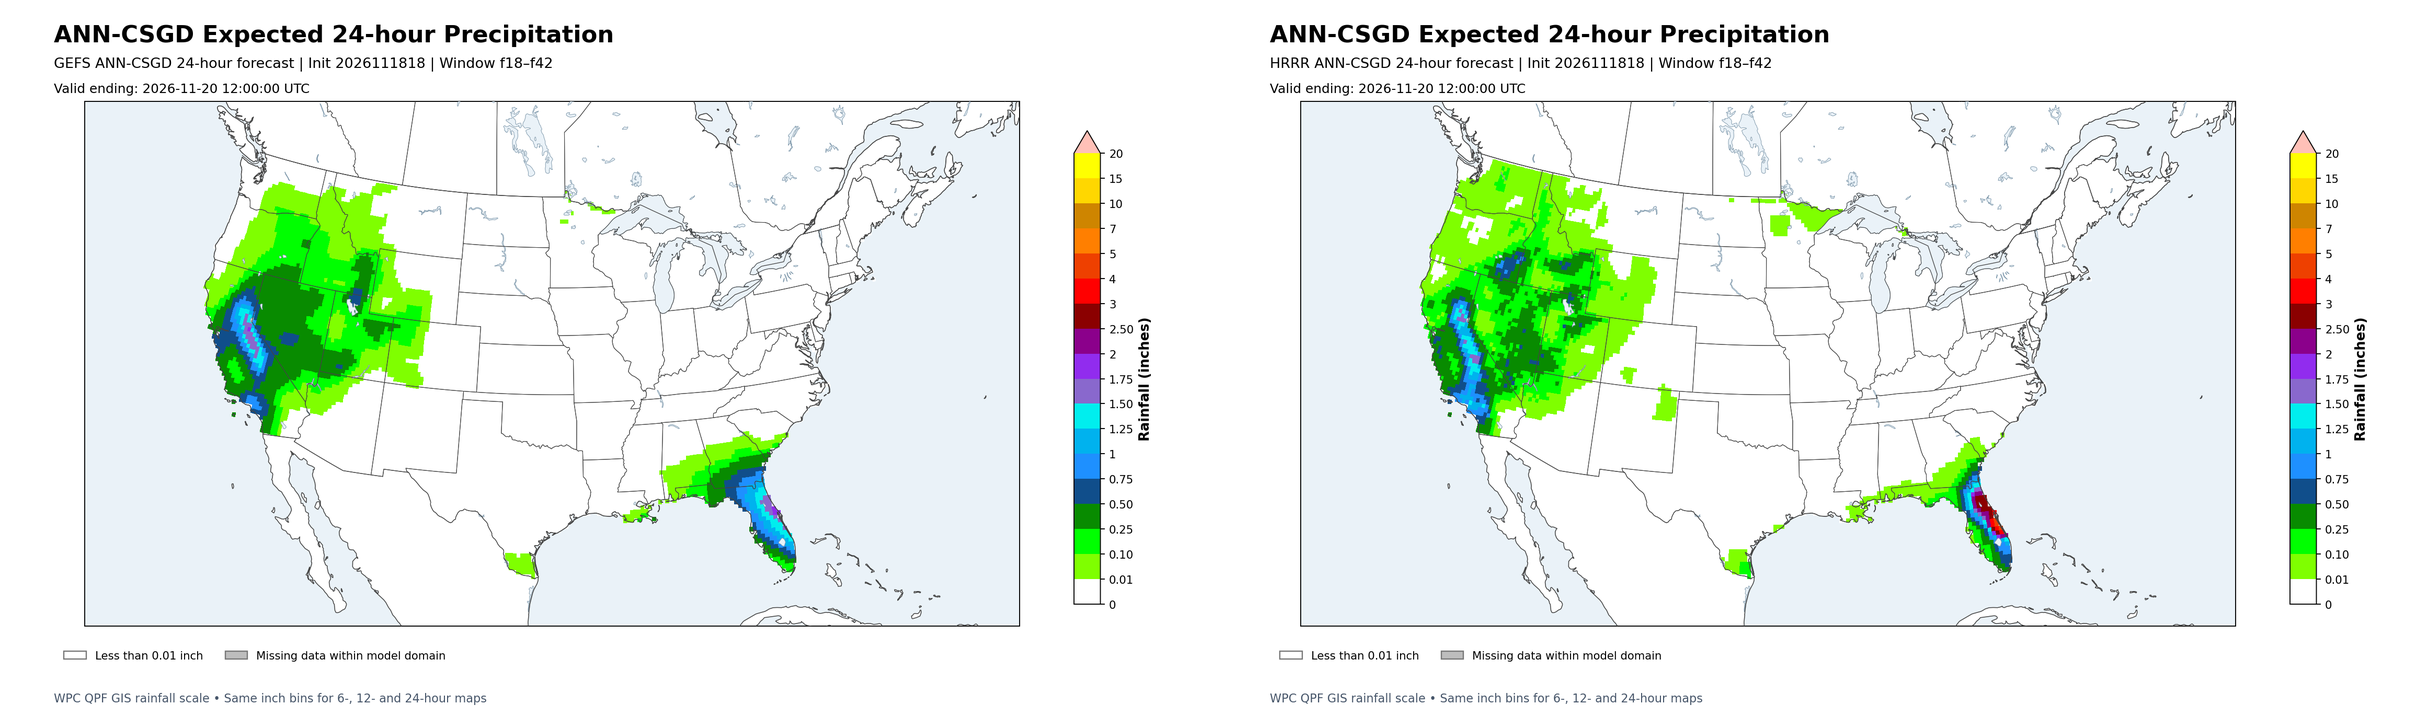 ANN-CSGD Expected 24-hour Precipitation
GEFS ANN-CSGD 24-hour forecast | Init 2026111818 | Window f18–f42
Valid ending: 2026-11-20 12:00:00 UTC
20
15
10
7
5
4
3
2.50
2
1.75
1.50
1.25
1
0.75
0.50
0.25
0.10
0.01
0
Rainfall (inches)
Less than 0.01 inch
Missing data within model domain
WPC QPF GIS rainfall scale • Same inch bins for 6-, 12- and 24-hour maps
ANN-CSGD Expected 24-hour Precipitation
HRRR ANN-CSGD 24-hour forecast | Init 2026111818 | Window f18–f42
Valid ending: 2026-11-20 12:00:00 UTC
20
15
10
7
5
4
3
2.50
2
1.75
1.50
1.25
1
0.75
0.50
0.25
0.10
0.01
0
Rainfall (inches)
Less than 0.01 inch
Missing data within model domain
WPC QPF GIS rainfall scale • Same inch bins for 6-, 12- and 24-hour maps